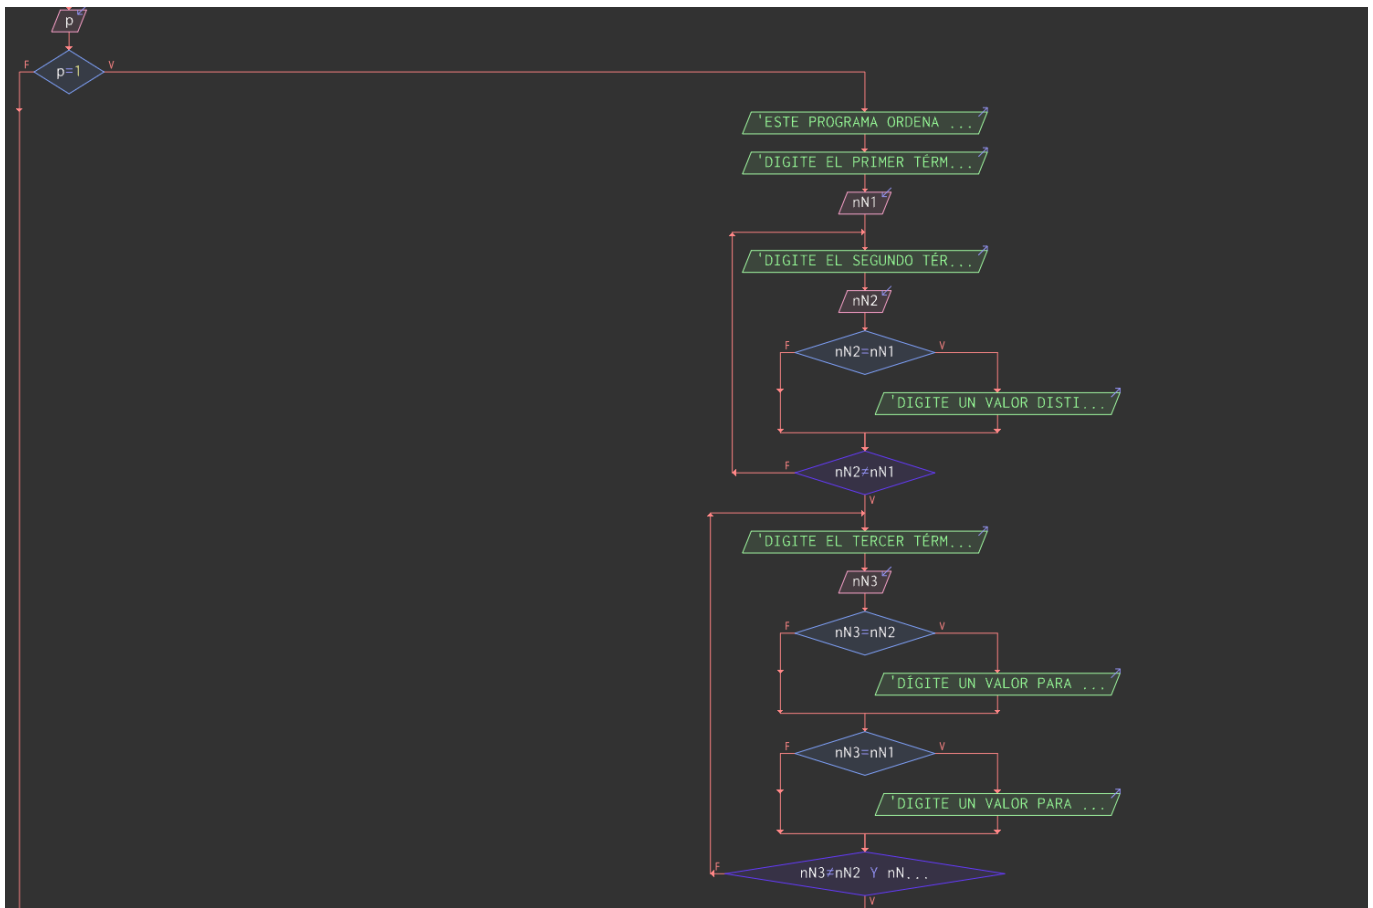 p
F
p=1
V
'ESTE PROGRAMA ORDENA ...
'DIGITE EL PRIMER TÉRM...
nN1
'DIGITE EL SEGUNDO TÉR...
nN2
F
nN2=nN1
V
'DIGITE UN VALOR DISTI...
F
nN2≠nN1
V
'DIGITE EL TERCER TÉRM...
nN3
F
nN3=nN2
V
'DÍGITE UN VALOR PARA ...
F
nN3=nN1
V
'DIGITE UN VALOR PARA ...
F
nN3≠nN2 Y nN...
V